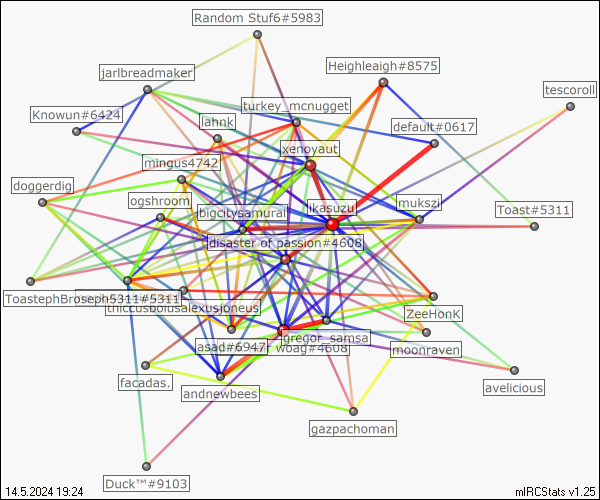 Random Stuf6#5983
Heighleaigh#8575
jarlbreadmaker
tescoroll
turkey_mcnugget
Knowun#6424
lahnk
default#0617
xenoyaut
mingus4742
doggerdig
ogshroom
likasuzu
mukszi
bigcitysamurai
Toast#5311
disaster of passion#4608
ToastephBroseph5311#5311
thiccusbolusalexusjoneus
ZeeHonK
gregor_samsa
asad#6947
woag#4608
moonraven
facadas.
andnewbees
avelicious
gazpachoman
Duck™#9103
14.5.2024 19:24
mIRCStats v1.25